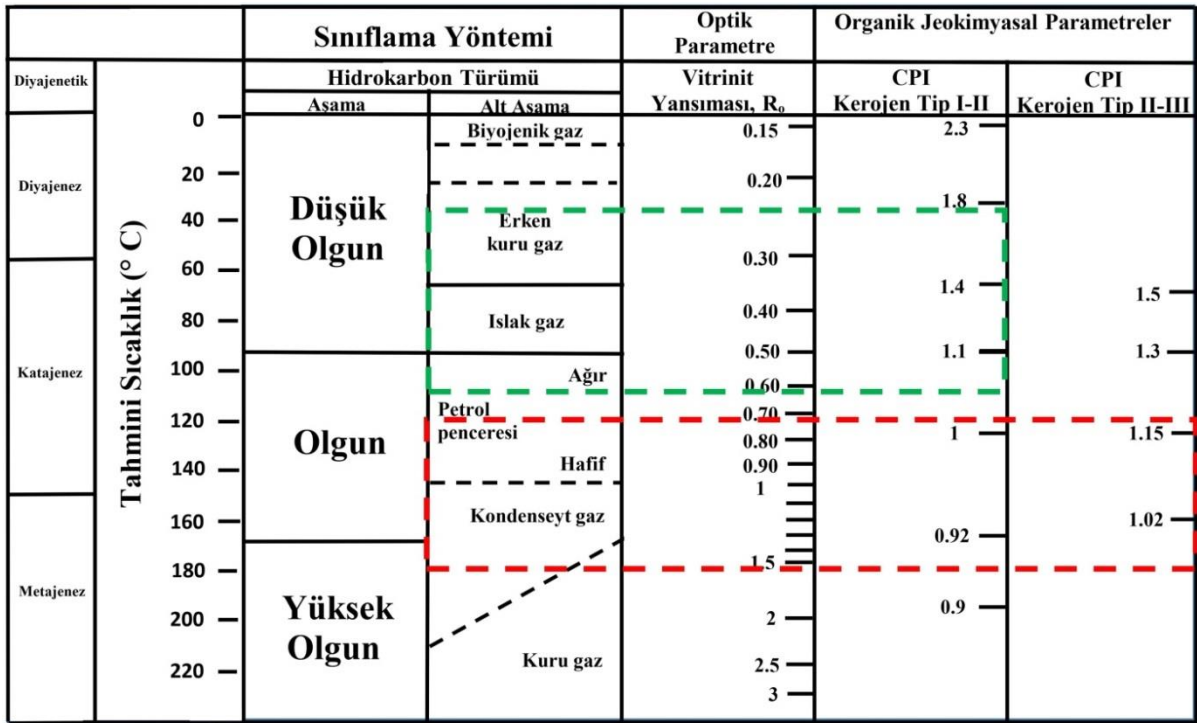 Sınıflama Yöntemi
Optik
Parametre
Organik Jeokimyasal Parametreler
Diyajenetik
Hidrokarbon Türümü
Aşama
Alt Asama
Vitrinit
Yansıması, Rₒ
CPI
Kerojen Tip I-II
CPI
Kerojen Tip II-III
Diyajenez
Katajenez
Metajenez
Tahmini Sıcaklık (° C)
0
20
40
60
80
100
120
140
160
180
200
220
Düşük
Olgun
Olgun
Yüksek
Olgun
Biyojenik gaz
Erken
kuru gaz
Islak gaz
Ağır
Petrol
penceresi
Hafif
Kondenseyt gaz
Kuru gaz
0.15
0.20
0.30
0.40
0.50
0.60
0.70
0.80
0.90
1
1.5
2
2.5
3
2.3
1.8
1.4
1.1
1
0.92
0.9
1.5
1.3
1.15
1.02